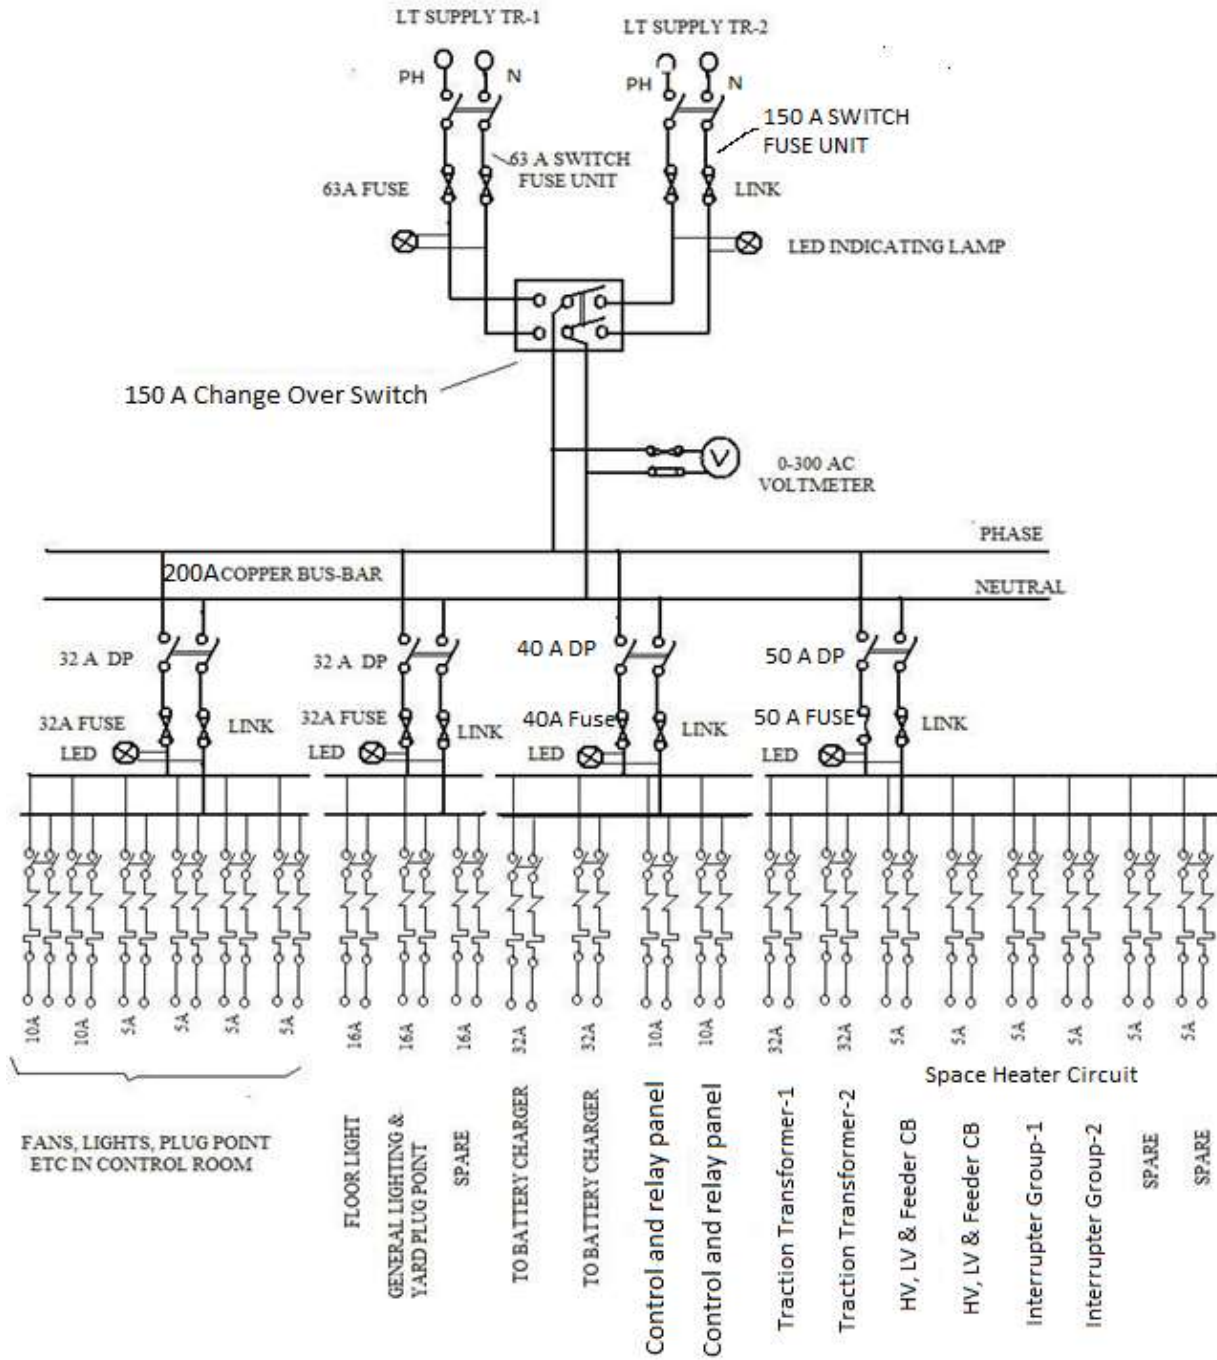 LT SUPPLY TR-1
LT SUPPLY TR-2
PH
N
PH
N
150 A SWITCH
FUSE UNIT
63 A SWITCH
FUSE UNIT
63A FUSE
LINK
LED INDICATING LAMP
150 A Change Over Switch
V
0-300 AC
VOLTMETER
PHASE
200A COPPER BUS-BAR
NEUTRAL
32 A DP
32 A DP
40 A DP
50 A DP
32A FUSE
LINK
32A FUSE
LINK
40A Fuse
LINK
50 A FUSE
LINK
LED
LED
LED
LED
10A
10A
5A
5A
5A
5A
16A
16A
16A
32A
32A
10A
10A
32A
32A
5A
5A
5A
5A
5A
5A
Space Heater Circuit
FANS, LIGHTS, PLUG POINT
ETC IN CONTROL ROOM
FLOOR LIGHT
GENERAL LIGHTING &
YARD PLUG POINT
SPARE
TO BATTERY CHARGER
TO BATTERY CHARGER
Control and relay panel
Control and relay panel
Traction Transformer-1
Traction Transformer-2
HV, LV & Feeder CB
HV, LV & Feeder CB
Interrupter Group-1
Interrupter Group-2
SPARE
SPARE